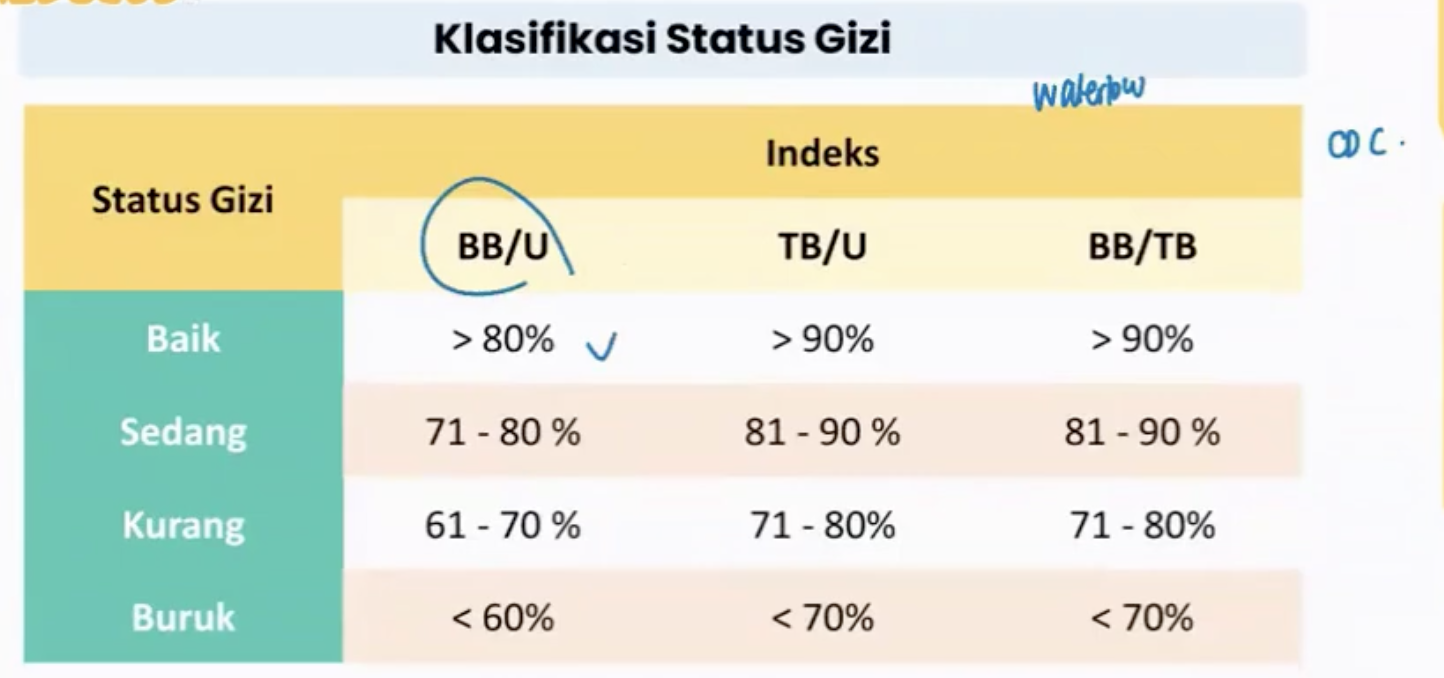 Klasifikasi Status Gizi
Waterlow
Status Gizi
Indeks
CDC.
BB/U TB/U BB/TB
Baik > 80% > 90% > 90%
Sedang 71 - 80 % 81 - 90 % 81 - 90 %
Kurang 61 - 70 % 71 - 80% 71 - 80%
Buruk < 60% < 70% < 70%